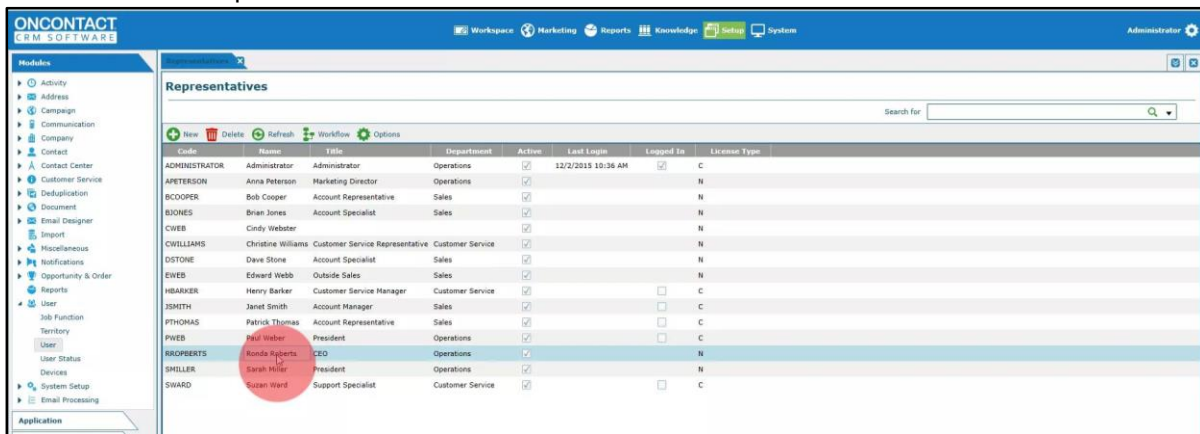 ONCONTACT
CRM SOFTWARE
Workspace Marketing Reports Knowledge Setup System
Administrator
Modules
Representatives
Activity
Address
Campaign
Communication
Company
Contact
Contact Center
Customer Service
Deduplication
Document
Email Designer
Import
Miscellaneous
Notifications
Opportunity & Order
Reports
User
Job Function
Territory
User
User Status
Devices
System Setup
Email Processing
Application
Representatives
Search for
New Delete Refresh Workflow Options
Code Name Title Department Active Last Login Logged In License Type
ADMINISTRATOR Administrator Administrator Operations 12/2/2015 10:36 AM C
APETERSON Anna Peterson Marketing Director Operations N
BCOOPER Bob Cooper Account Representative Sales N
BJONES Brian Jones Account Specialist Sales N
CWEB Cindy Webster N
CWILLIAMS Christine Williams Customer Service Representative Customer Service N
DSTONE Dave Stone Account Specialist Sales N
EWEB Edward Webb Outside Sales Sales N
HBARKER Henry Barker Customer Service Manager Customer Service C
JSMITH Janet Smith Account Manager Sales C
PTHOMAS Patrick Thomas Account Representative Sales C
PWEB Paul Weber President Operations C
RROPBERTS Ronda Roberts CEO Operations N
SMILLER Sarah Miller President Operations N
SWARD Suzan Ward Support Specialist Customer Service C